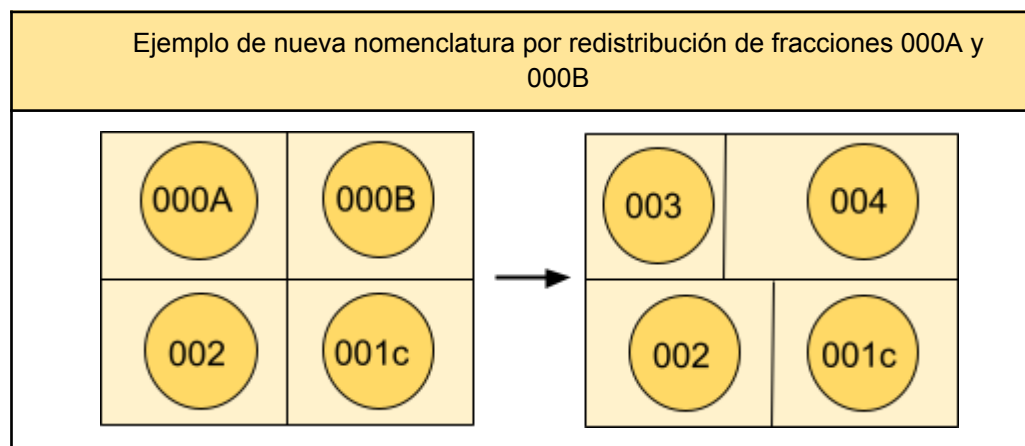 Ejemplo de nueva nomenclatura por redistribución de fracciones 000A y
000B
000A 000B 003 004
002 001c 002 001c